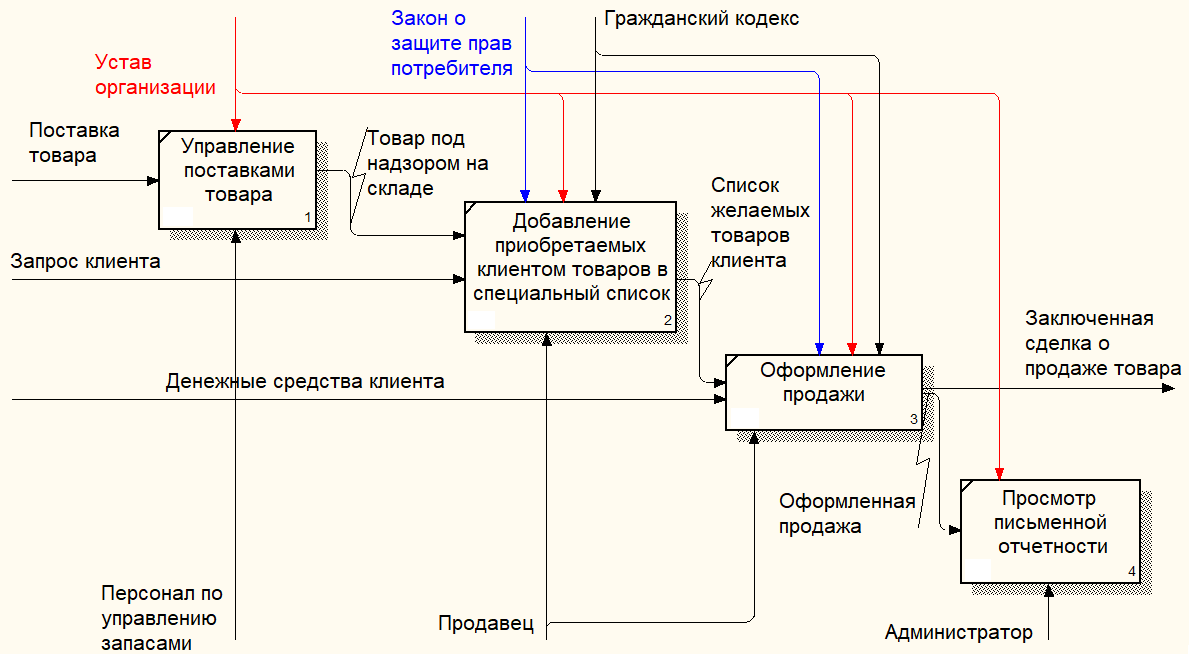 Закон о
защите прав
потребителя
Гражданский кодекс
Устав
организации
Поставка
товара
Управление
поставками
товара
1
Товар под
надзором на
складе
Запрос клиента
Добавление
приобретаемых
клиентом товаров в
специальный список
2
Список
желаемых
товаров
клиента
Денежные средства клиента
Оформление
продажи
3
Заключенная
сделка о
продаже товара
Оформленная
продажа
Просмотр
письменной
отчетности
4
Персонал по
управлению
запасами
Продавец
Администратор